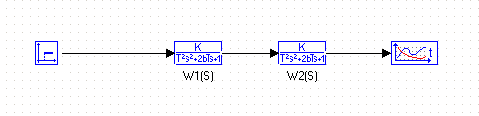 K
T²s²+2bTs+1
W1(S)
K
T²s²+2bTs+1
W2(S)
t